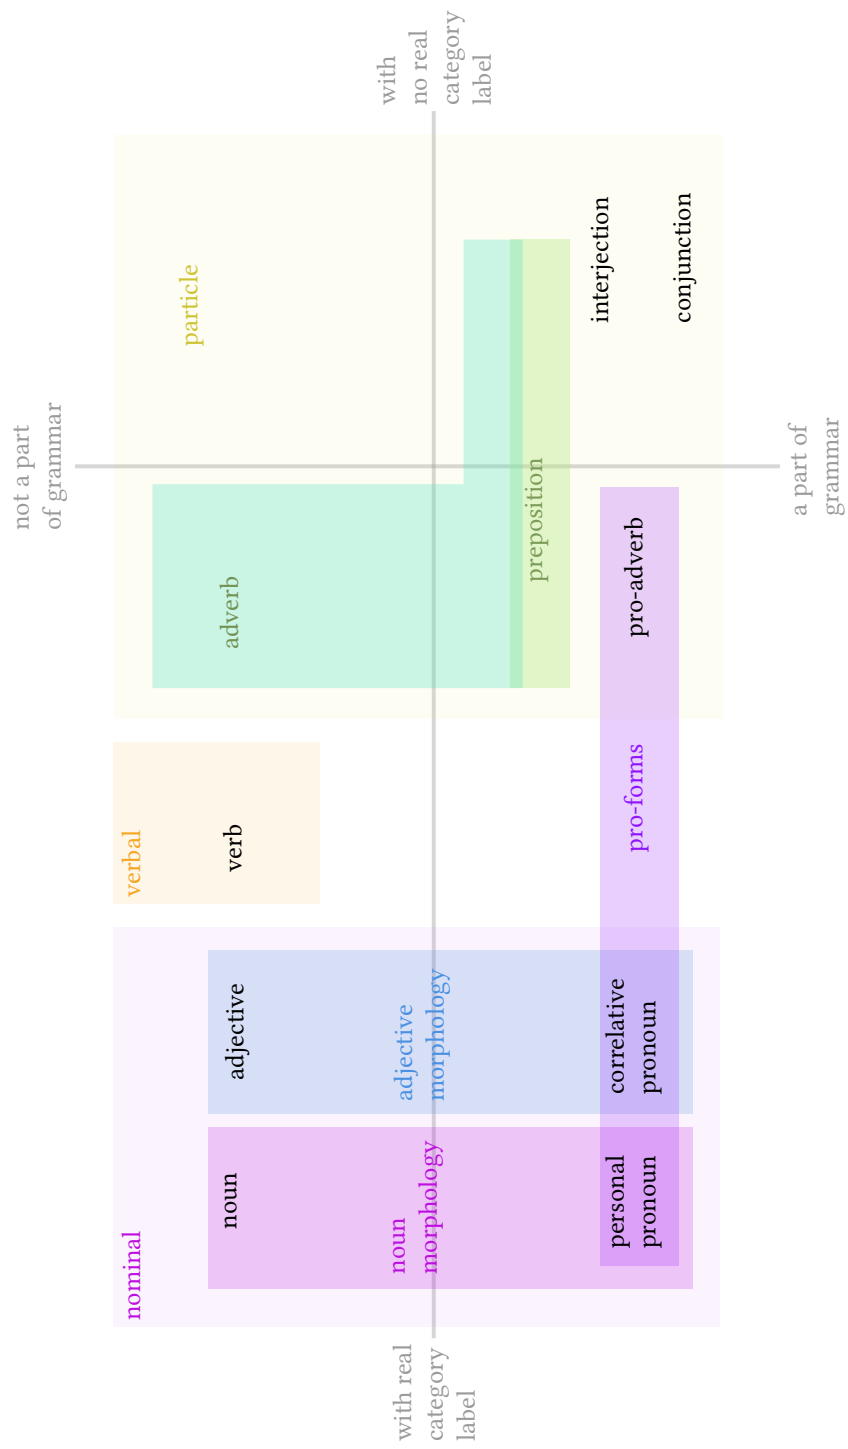 not a part
of grammar
nominal
verbal
noun
adjective
verb
adverb
particle
with real
category
label
noun
morphology
adjective
morphology
with
no real
category
label
preposition
personal
pronoun
correlative
pronoun
pro-forms
pro-adverb
interjection
conjunction
a part of
grammar